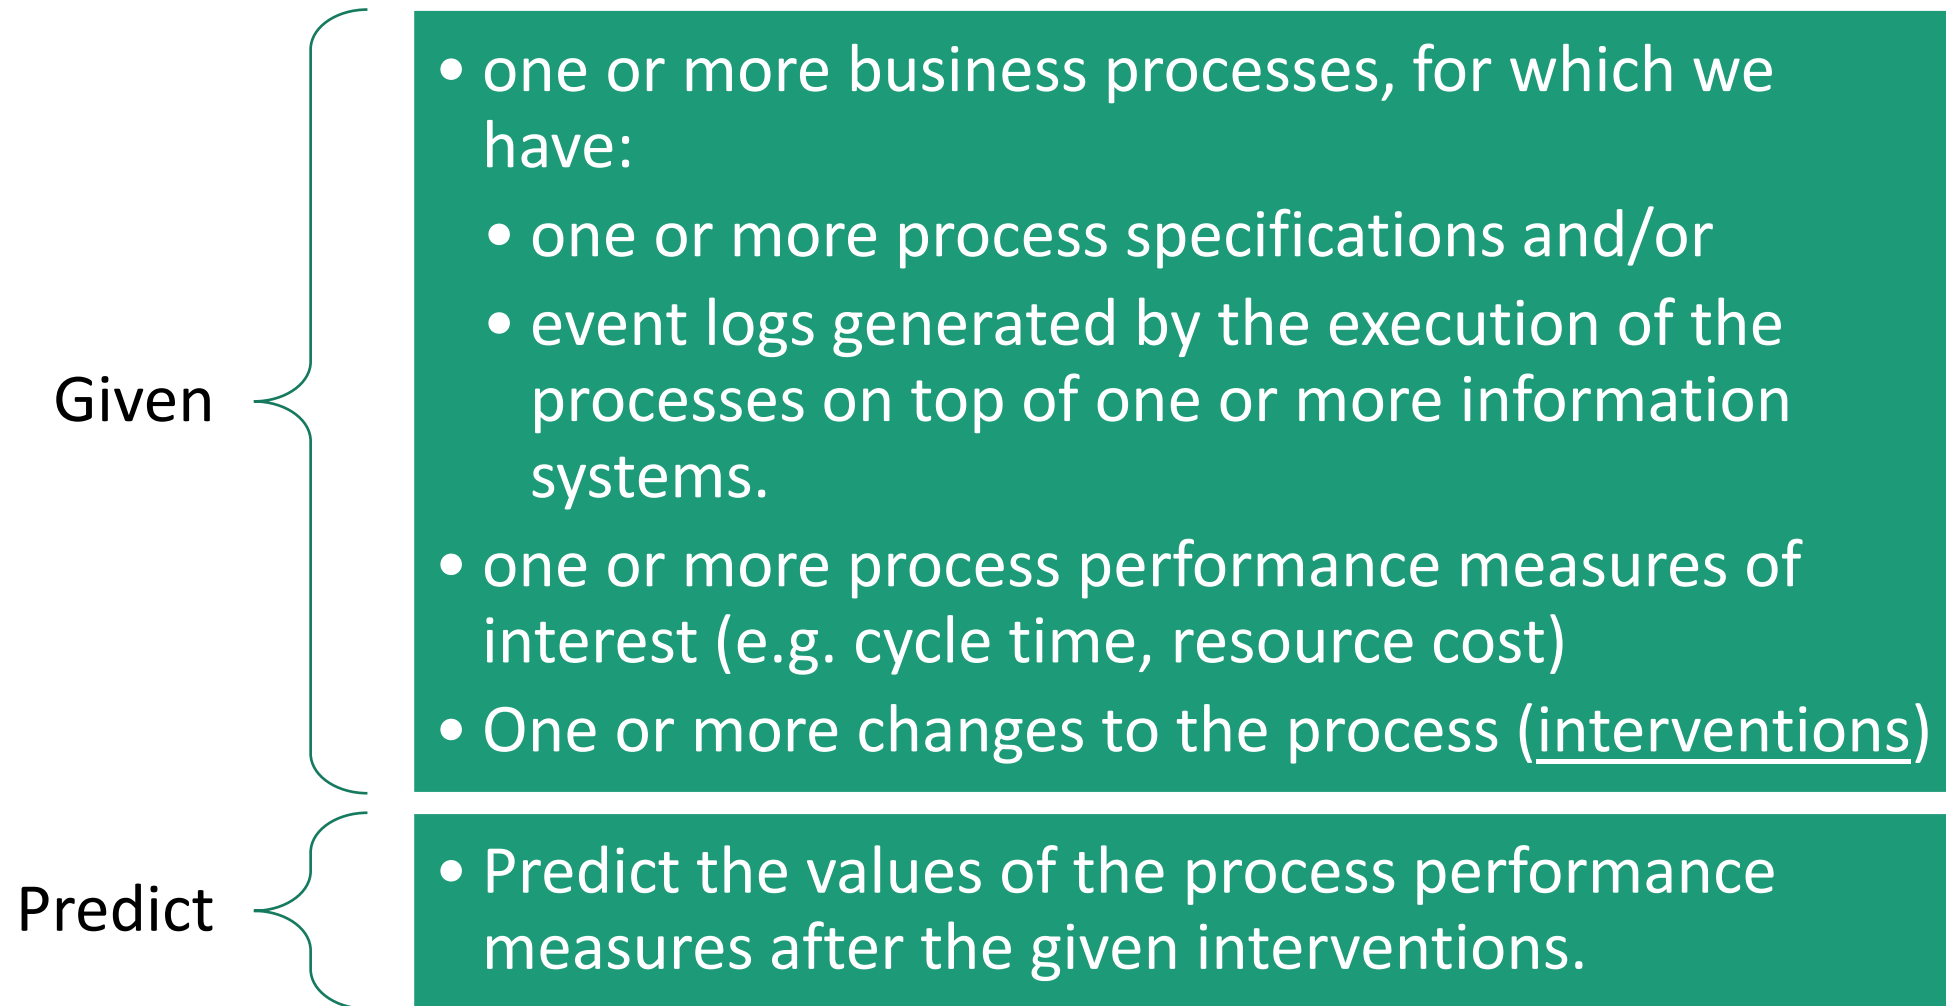 Given
• one or more business processes, for which we
have:
• one or more process specifications and/or
• event logs generated by the execution of the
processes on top of one or more information
systems.
• one or more process performance measures of
interest (e.g. cycle time, resource cost)
• One or more changes to the process (interventions)
Predict
• Predict the values of the process performance
measures after the given interventions.